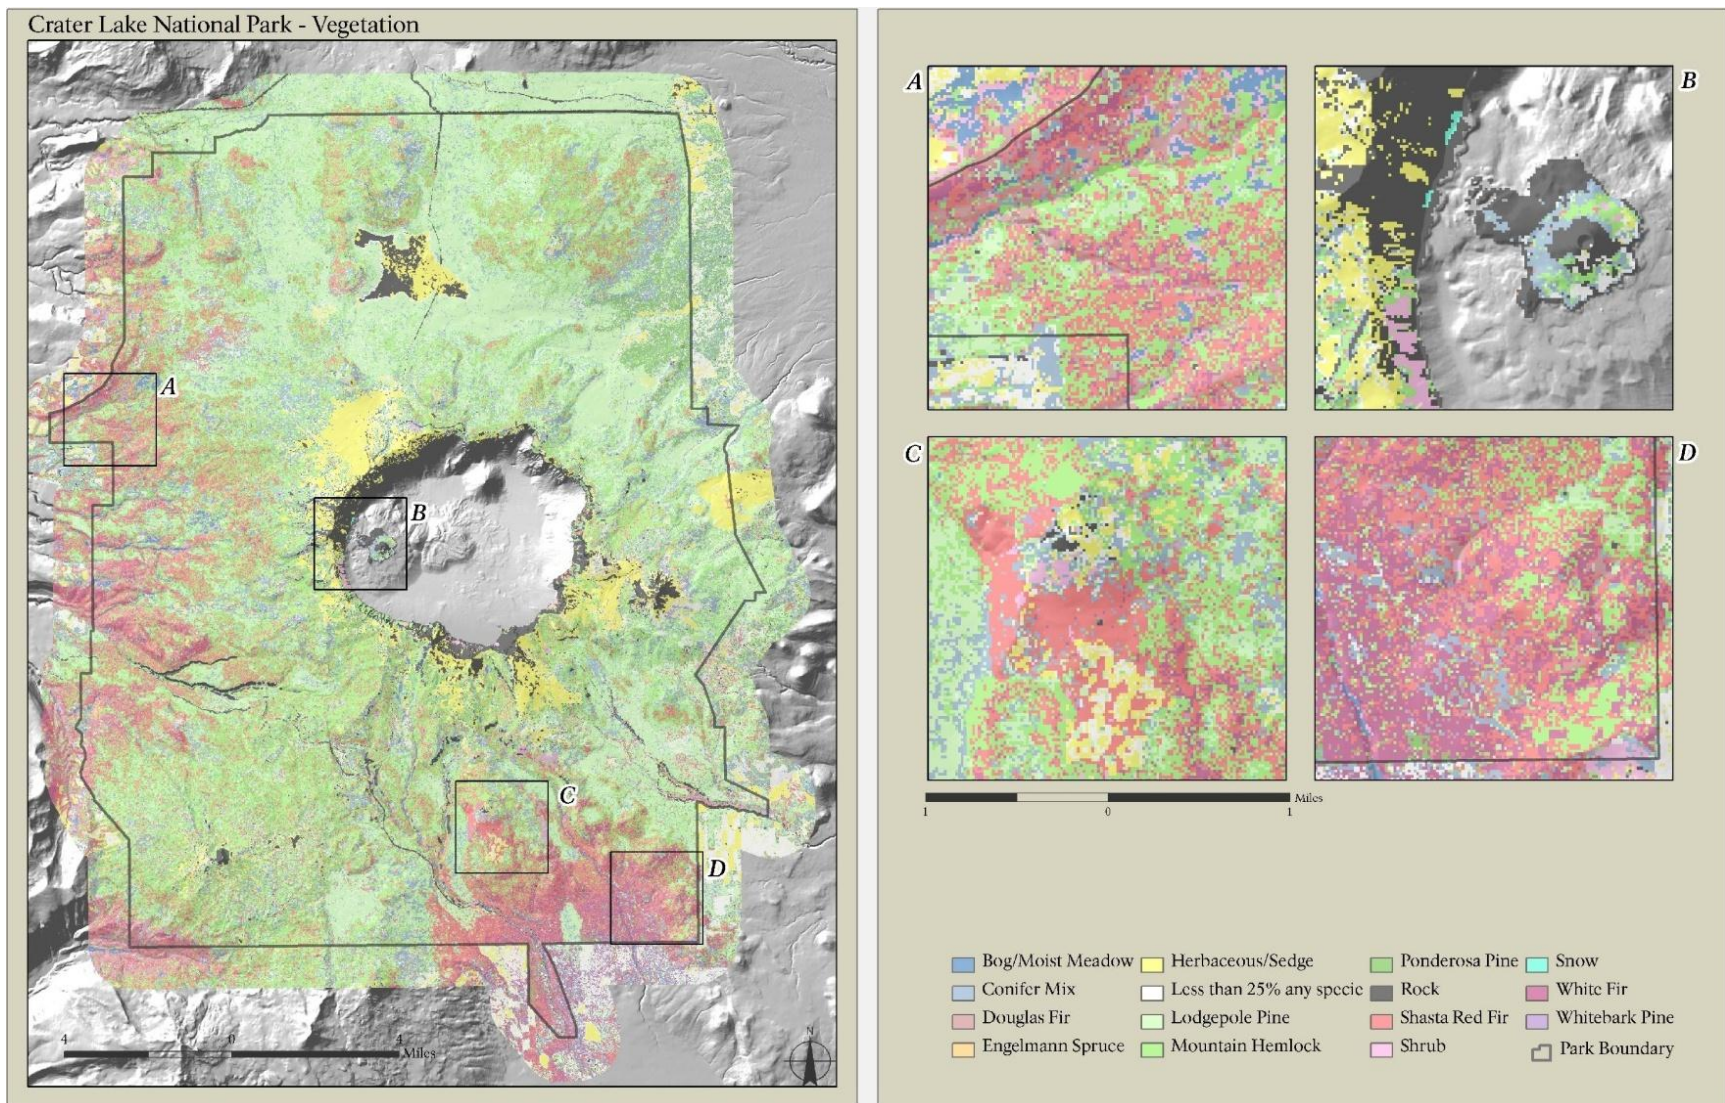 Crater Lake National Park - Vegetation
A
B
C
D
4
0
4
Miles
N
A
B
C
D
1
0
1
Miles
Bog/Moist Meadow
Conifer Mix
Douglas Fir
Engelmann Spruce
Herbaceous/Sedge
Less than 25% any specie
Lodgepole Pine
Mountain Hemlock
Ponderosa Pine
Rock
Shasta Red Fir
Shrub
Snow
White Fir
Whitebark Pine
Park Boundary